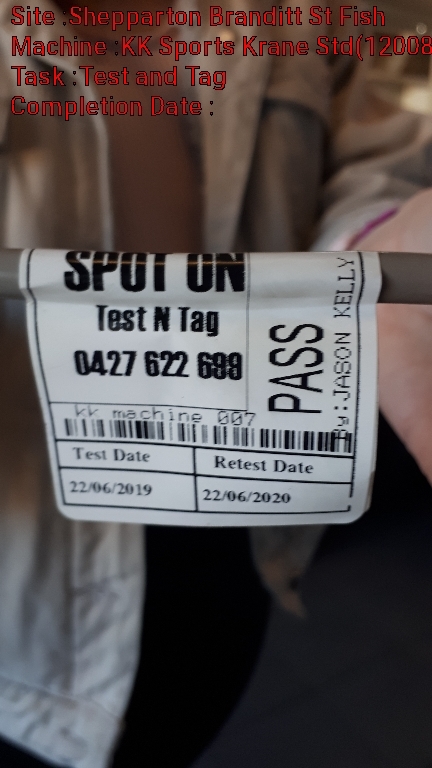 Site :Shepparton Branditt St Fish
Machine :KK Sports Krane Std(12008
Task :Test and Tag
Completion Date :
SPOT ON
Test N Tag
0427 622 699
PASS
By: JASON KELLY
kk machine 007
Test Date
Retest Date
22/06/2019
22/06/2020